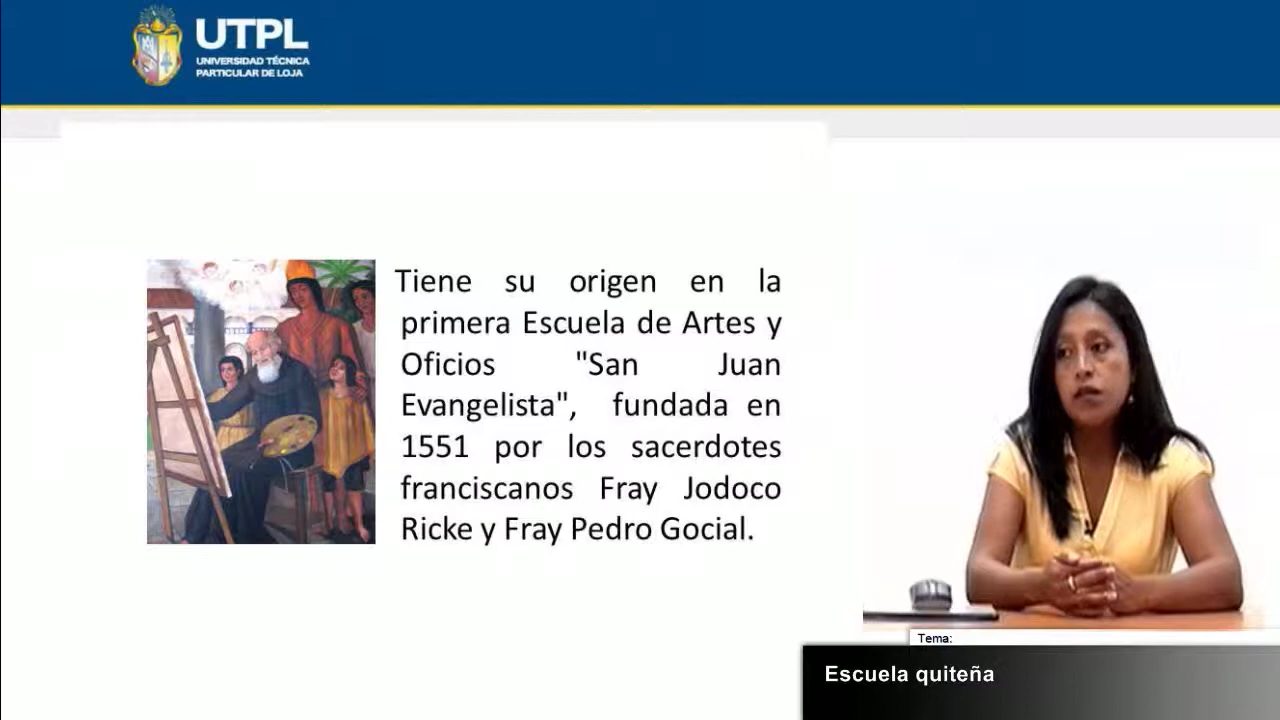 UTPL
UNIVERSIDAD TÉCNICA
PARTICULAR DE LOJA
Tiene su origen en la
primera Escuela de Artes y
Oficios "San Juan
Evangelista", fundada en
1551 por los sacerdotes
franciscanos Fray Jodoco
Ricke y Fray Pedro Gocial.
Tema:
Escuela quiteña